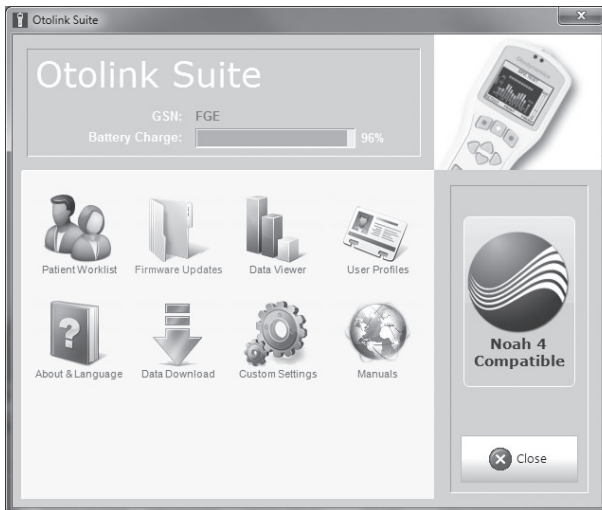 Otolink Suite
Otolink Suite
GSN: FGE
Battery Charge: 96%
Patient Worklist
Firmware Updates
Data Viewer
User Profiles
About & Language
Data Download
Custom Settings
Manuals
Noah 4
Compatible
Close